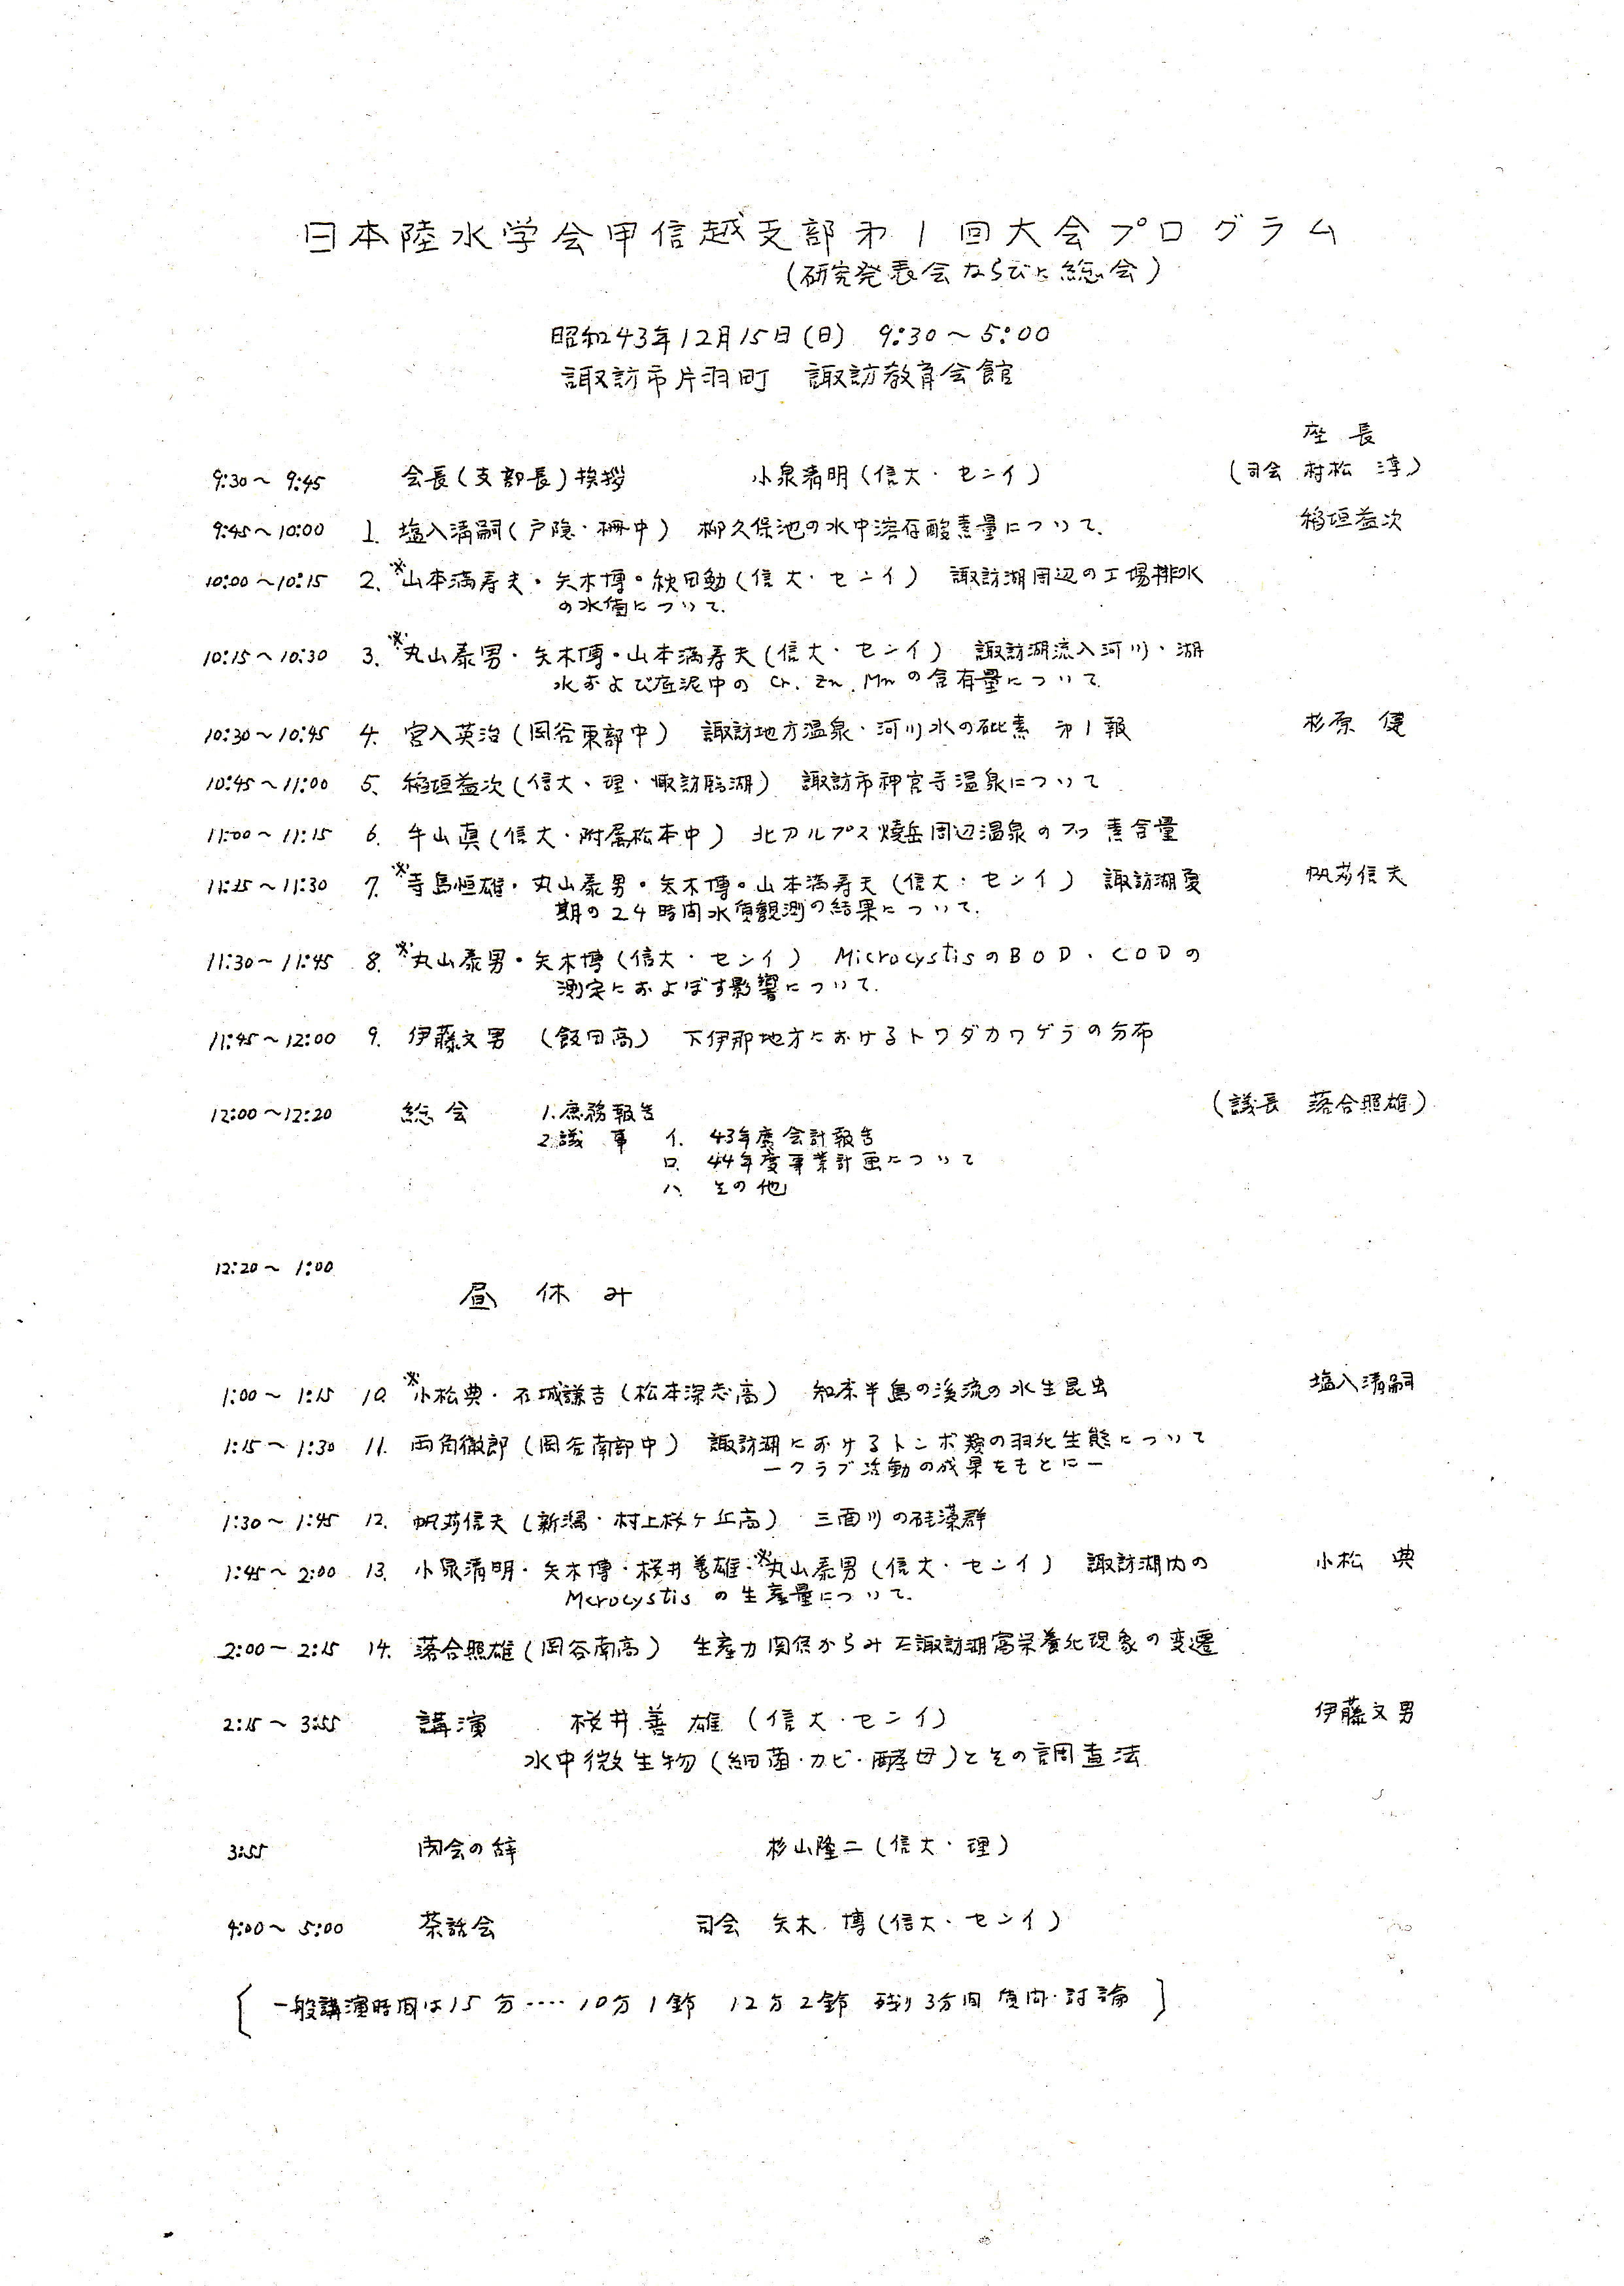 日本陸水学会甲信越支部才1回大会プログラム
(研究発表会ならびに総会)
昭和43年12月15日(日) 9:30～5:00
諏訪市片羽町 諏訪教育会館
座長
9:30～9:45 会長(支部長)挨拶 小泉清明(信大・センイ) (司会 村松 淳)
9:45～10:00 1. 塩入清嗣(戸隠・柵中) 柳久保池の水中溶存酸素量について. 稲垣益次
10:00～10:15 2. ※山本満寿夫・矢木博・秋田勉(信大・センイ) 諏訪湖周辺の工場排水
の水質について.
10:15～10:30 3. ※丸山泰男・矢木博・山本満寿夫(信大・センイ) 諏訪湖流入河川・湖
水および底泥中の Cr. Zn. Mn の含有量について.
10:30～10:45 4. 宮入英治(岡谷東部中) 諏訪地方温泉・河川水の砒素 才1報 杉原 健
10:45～11:00 5. 稲垣益次(信大・理・諏訪臨湖) 諏訪市神宮寺温泉について
11:00～11:15 6. 牛山真(信大・附属松本中) 北アルプス焼岳周辺温泉のフッ素含量
11:15～11:30 7. ※寺島恒雄・丸山泰男・矢木博・山本満寿夫(信大・センイ) 諏訪湖夏 帆苅信夫
期の24時間水質観測の結果について.
11:30～11:45 8. ※丸山泰男・矢木博(信大・センイ) MicrocystisのBOD・CODの
測定におよぼす影響について.
11:45～12:00 9. 伊藤文男 (飯田高) 下伊那地方におけるトワダカワゲラの分布
12:00～12:20 総会 1.庶務報告 (議長 落合照雄)
2.議 事 イ. 43年度会計報告
ロ. 44年度事業計画について
ハ. その他
12:20～1:00
昼休み
1:00～1:15 10. ※小松典・石城謙吉(松本深志高) 知床半島の渓流の水生昆虫 塩入清嗣
1:15～1:30 11. 両角徹郎(岡谷南部中) 諏訪湖におけるトンボ類の羽化生態について
－クラブ活動の成果をもとに－
1:30～1:45 12. 帆苅信夫(新潟・村上桜ヶ丘高) 三面川の硅藻群
1:45～2:00 13. 小泉清明・矢木博・桜井善雄・※丸山泰男(信大・センイ) 諏訪湖内の 小松 典
Mcrocystis の生産量について.
2:00～2:15 14. 落合照雄(岡谷南高) 生産力関係からみた諏訪湖富栄養化現象の変遷
2:15～3:55 講演 桜井善雄(信大・センイ) 伊藤文男
水中微生物(細菌・カビ・酵母)とその調査法
3:55 閉会の辞 杉山隆二(信大・理)
4:00～5:00 茶話会 司会 矢木 博(信大・センイ)
[一般講演時間は15分‥‥10分1鈴 12分2鈴 残り3分間質問・討論]